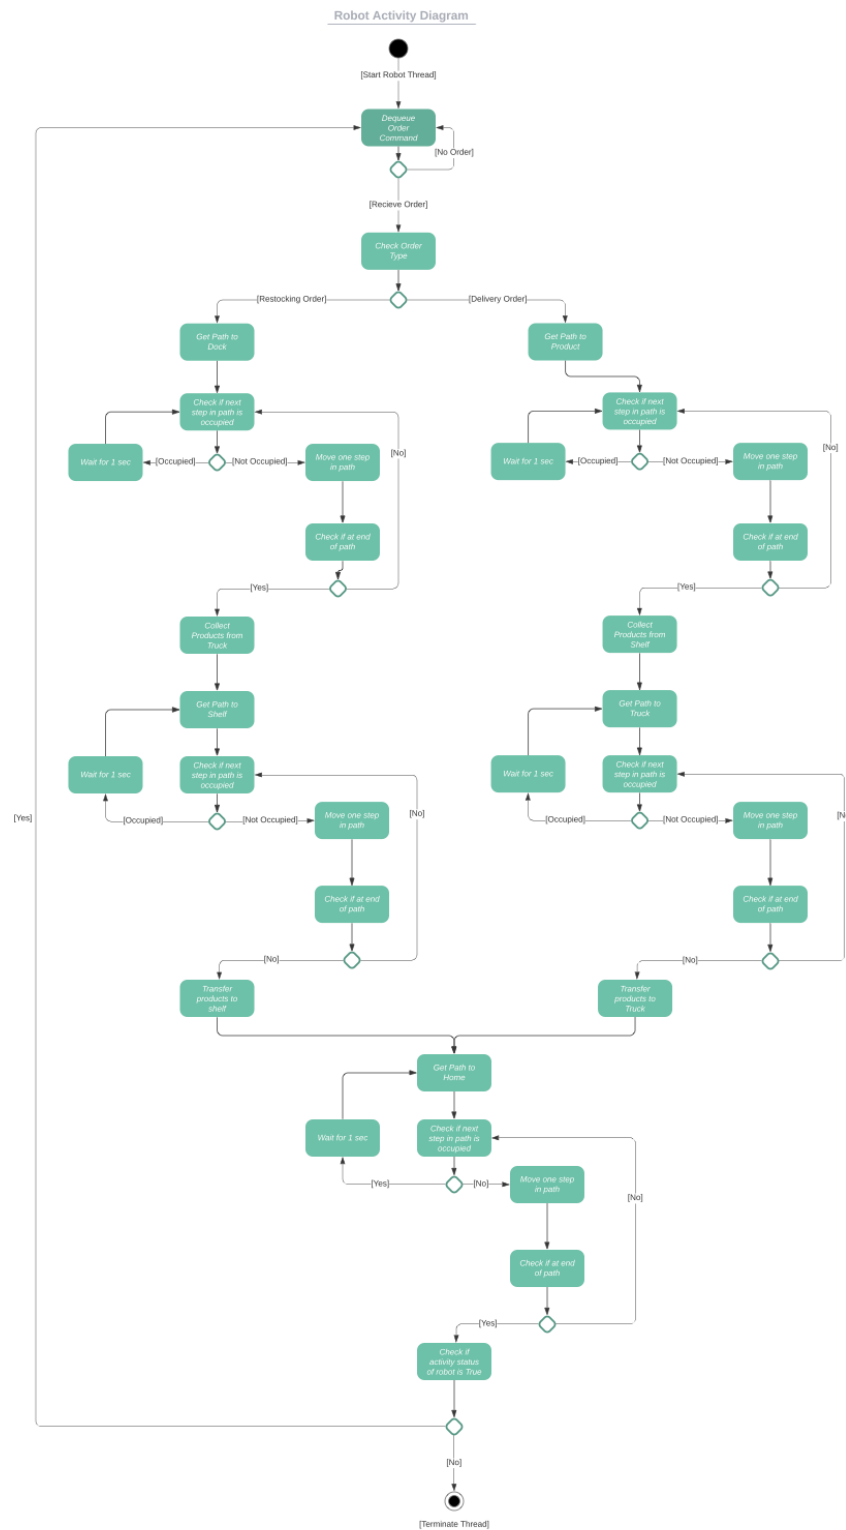 Robot Activity Diagram
[Start Robot Thread]
Dequeue
Order
Command
[No Order]
[Recieve Order]
Check Order
Type
[Restocking Order]
[Delivery Order]
Get Path to
Dock
Get Path to
Product
Check if next
step in path is
occupied
Check if next
step in path is
occupied
[No]
[No]
Wait for 1 sec
[Occupied]
[Not Occupied]
Move one step
in path
Wait for 1 sec
[Occupied]
[Not Occupied]
Move one step
in path
Check if at end
of path
Check if at end
of path
[Yes]
[Yes]
Collect
Products from
Truck
Collect
Products from
Shelf
Get Path to
Shelf
Get Path to
Truck
Wait for 1 sec
Check if next
step in path is
occupied
Wait for 1 sec
Check if next
step in path is
occupied
[Yes]
[Occupied]
[Not Occupied]
Move one step
in path
[No]
[Occupied]
[Not Occupied]
Move one step
in path
[N
Check if at end
of path
Check if at end
of path
[No]
[No]
Transfer
products to
shelf
Transfer
products to
Truck
Get Path to
Home
Wait for 1 sec
Check if next
step in path is
occupied
[Yes]
[No]
Move one step
in path
[No]
Check if at end
of path
[Yes]
Check if
activity status
of robot is True
[No]
[Terminate Thread]